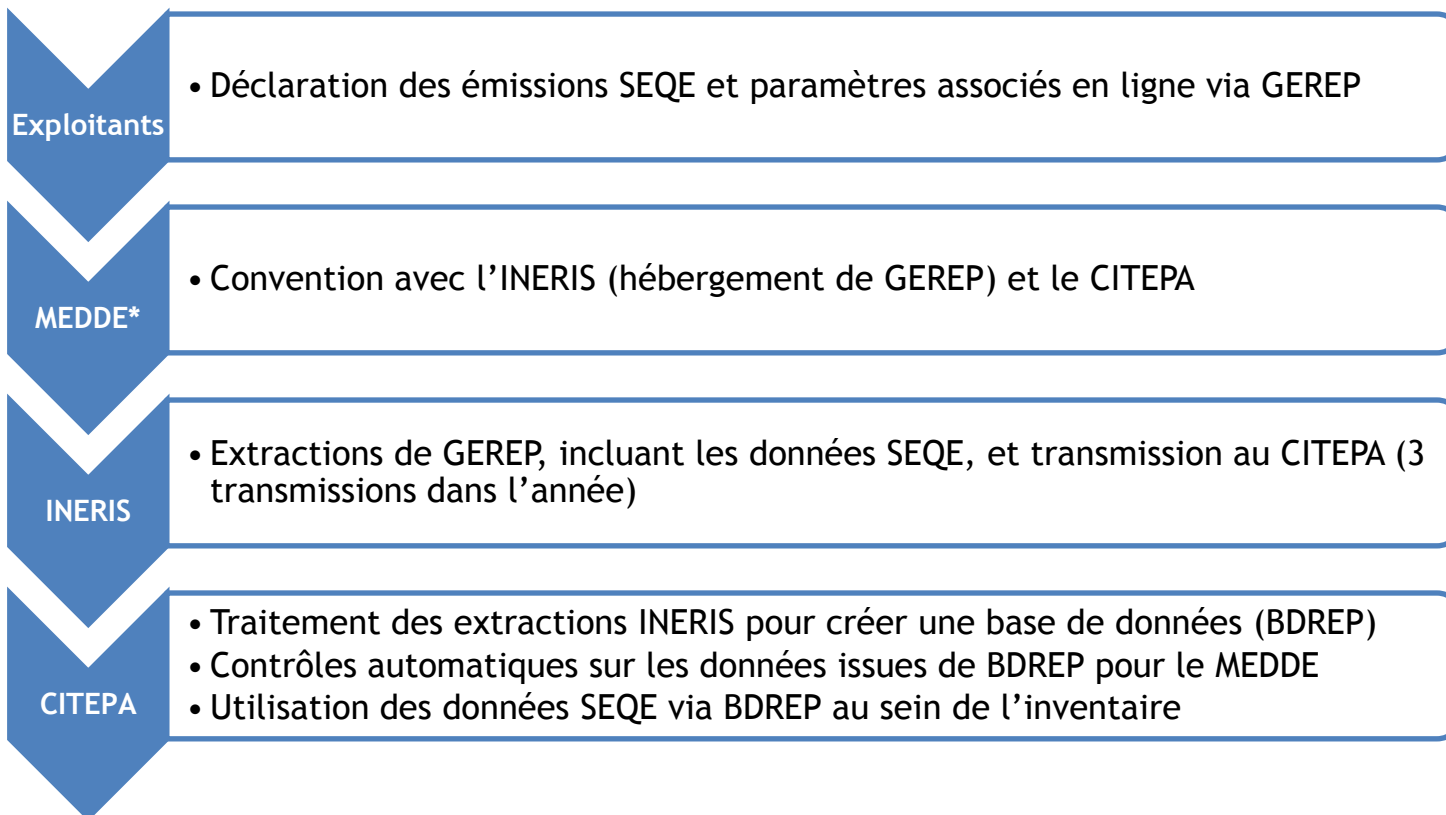 Exploitants
• Déclaration des émissions SEQE et paramètres associés en ligne via GEREP
MEDDE*
• Convention avec l’INERIS (hébergement de GEREP) et le CITEPA
INERIS
• Extractions de GEREP, incluant les données SEQE, et transmission au CITEPA (3
transmissions dans l’année)
CITEPA
• Traitement des extractions INERIS pour créer une base de données (BDREP)
• Contrôles automatiques sur les données issues de BDREP pour le MEDDE
• Utilisation des données SEQE via BDREP au sein de l’inventaire